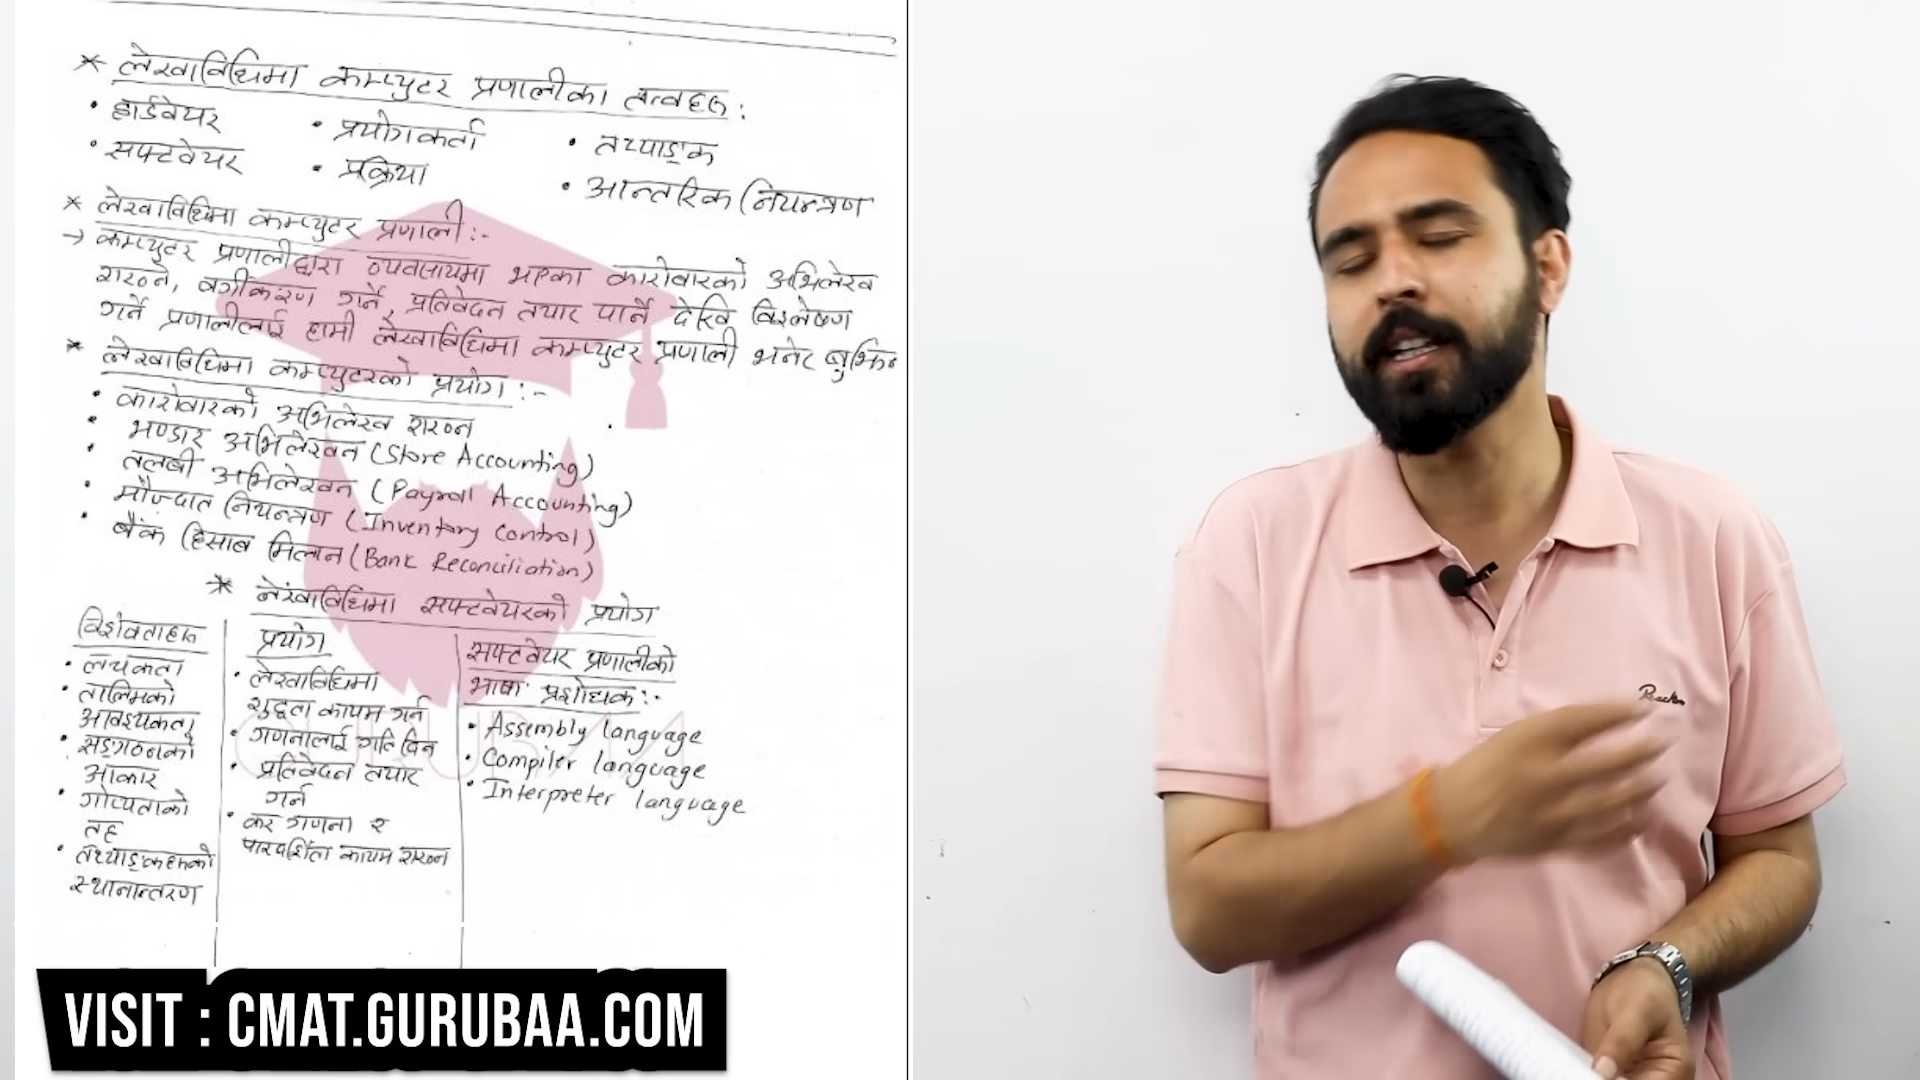 * लेखाविधिमा कम्प्युटर प्रणालीका तत्वहरु :
• हार्डवेयर • प्रयोगकर्ता • तथ्याङ्क
• सफ्टवेयर • प्रक्रिया • आन्तरिक नियन्त्रण
* लेखाविधिमा कम्प्युटर प्रणाली :-
→ कम्प्युटर प्रणालीद्वारा व्यवसायमा भएका कारोवारको अभिलेख
राख्ने, वर्गीकरण गर्ने, प्रतिवेदन तयार पार्ने देखि विश्लेषण
गर्ने प्रणालीलाई हामी लेखाविधिमा कम्प्युटर प्रणाली भनेर बुझिन
* लेखाविधिमा कम्प्युटरको प्रयोग :-
• कारोवारको अभिलेख राख्न
• भण्डार अभिलेखन (Store Accounting)
• तलबी अभिलेखन (Payroll Accounting)
• मौज्दात नियन्त्रण (Inventory Control)
• बैंक हिसाब मिलान (Bank Reconciliation)
* लेखाविधिमा सफ्टवेयरको प्रयोग
विशेषताहरु
• लचकता
• तालिमको
आवश्यकता
• सङ्गठनको
आकार
• गोप्यताको
तह
• तथ्याङ्कहरुको
स्थानान्तरण
प्रयोग
• लेखाविधिमा
शुद्धता कायम गर्न
• गणनालाई गति दिन
• प्रतिवेदन तयार
गर्न
• कर गणना र
पारदर्शिता कायम राख्न
सफ्टवेयर प्रणालीको
भाषा प्रशोधक :-
• Assembly language
• Compiler language
• Interpreter language
VISIT : CMAT.GURUBAA.COM